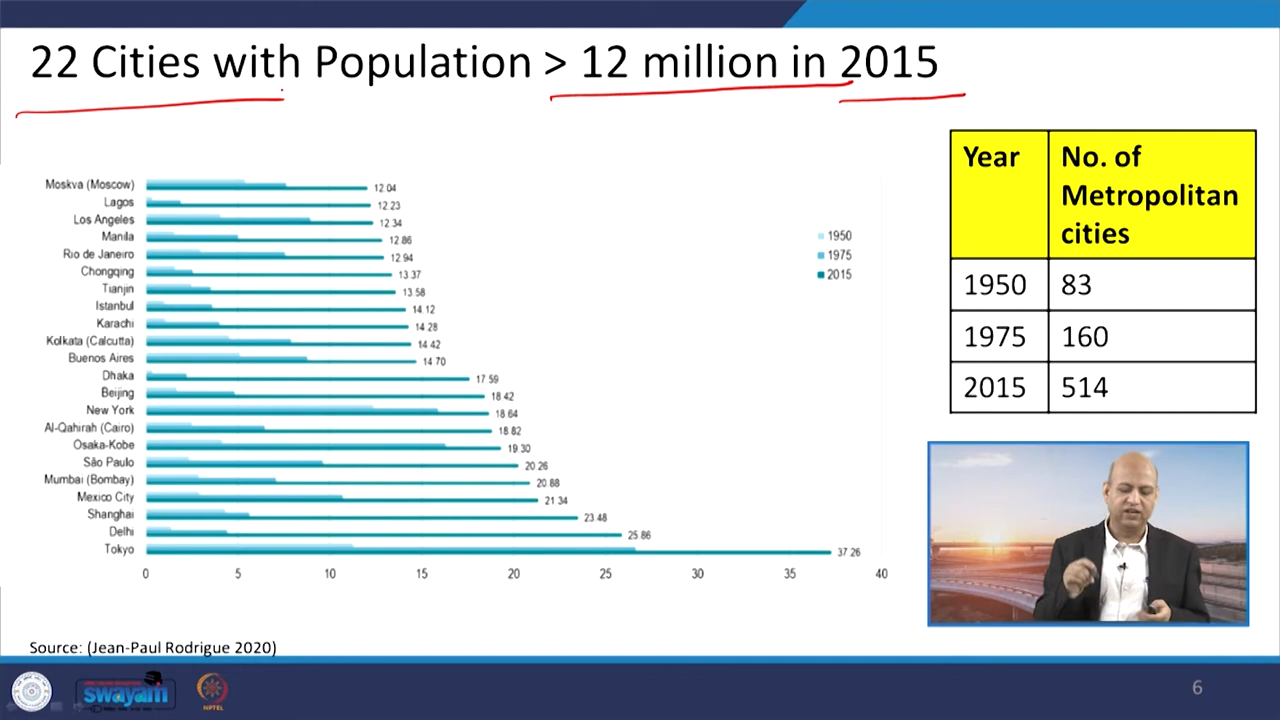 22 Cities with Population > 12 million in 2015
Year
No. of Metropolitan cities
1950
83
1975
160
2015
514
Moskva (Moscow) 12.04
Lagos 12.23
Los Angeles 12.34
Manila 12.86
Rio de Janeiro 12.94
Chongqing 13.37
Tianjin 13.58
Istanbul 14.12
Karachi 14.28
Kolkata (Calcutta) 14.42
Buenos Aires 14.70
Dhaka 17.59
Beijing 18.42
New York 18.64
Al-Qahirah (Cairo) 18.82
Osaka-Kobe 19.30
São Paulo 20.26
Mumbai (Bombay) 20.88
Mexico City 21.34
Shanghai 23.48
Delhi 25.86
Tokyo 37.26
0 5 10 15 20 25 30 35 40
1950
1975
2015
Source: (Jean-Paul Rodrigue 2020)
swayam
NPTEL
6